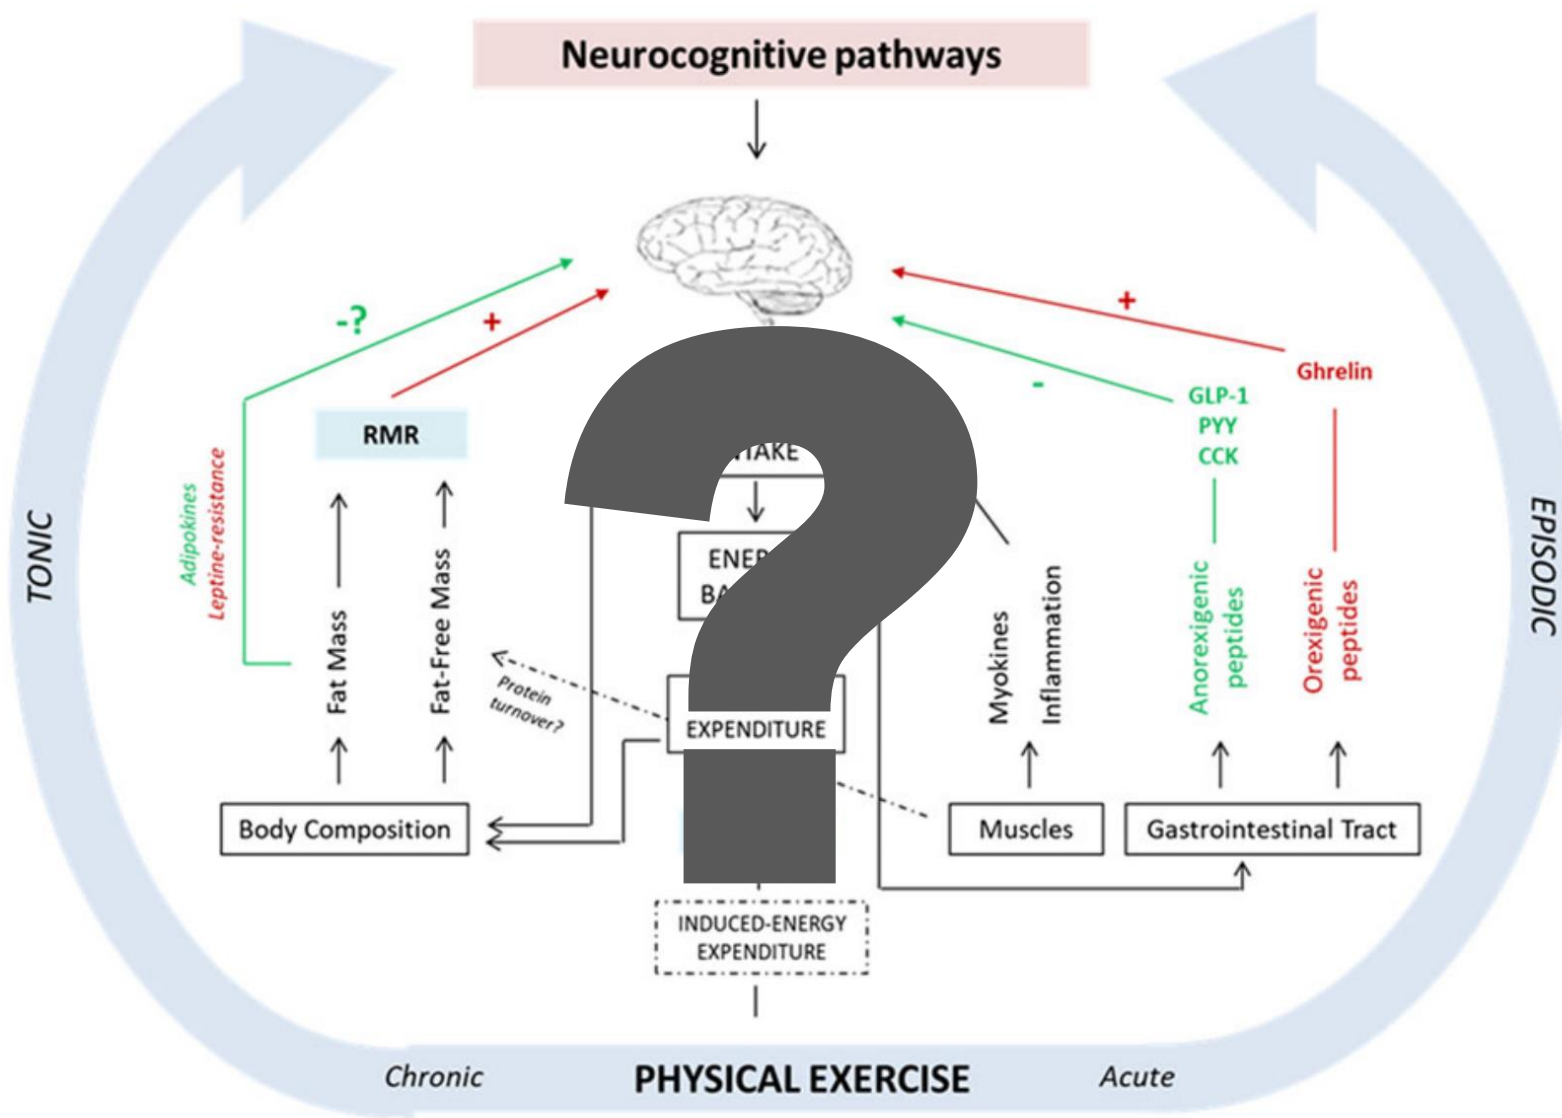 Neurocognitive pathways
-?
+
+
-
Ghrelin
GLP-1
PYY
CCK
RMR
TONIC
EPISODIC
Adipokines
Leptine-resistance
Fat Mass
Fat-Free Mass
Protein
turnover?
EXPENDITURE
Myokines
Inflammation
Anorexigenic
peptides
Orexigenic
peptides
Body Composition
Muscles
Gastrointestinal Tract
INDUCED-ENERGY
EXPENDITURE
Chronic
PHYSICAL EXERCISE
Acute